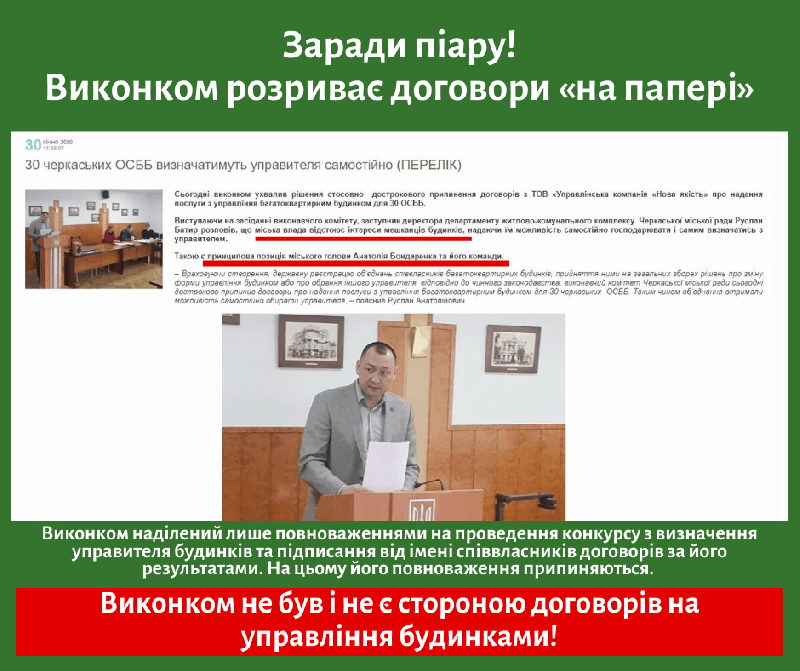 Заради піару!
Виконком розриває договори «на папері»
30 січня 2020
30 черкаських ОСББ визначатимуть управителя самостійно (ПЕРЕЛІК)
Сьогодні виконком ухвалив рішення стосовно дострокового припинення договорів з ТОВ «Управлінська компанія «Нова якість» про надання
послуги з управління багатоквартирним будинком для 30 ОСББ.
Виступаючи на засіданні виконавчого комітету, заступник директора департаменту житлово-комунального комплексу Черкаської міської ради Руслан
Батир розповів, що міська влада відстоює інтереси мешканців будинків, надаючи їм можливість самостійно господарювати і самим визначатися з
управителем.
Такою є принципова позиція міського голови Анатолія Бондаренка та його команди.
– Враховуючи створення, державну реєстрацію об'єднань співвласників багатоквартирних будинків, прийняття ними на загальних зборах рішень про зміну
форми управління будинком або про обрання іншого управителя, відповідно до чинного законодавства, виконавчий комітет Черкаської міської ради сьогодні
достроково припинив договори про надання послуги з управління багатоквартирним будинком для 30 черкаських ОСББ. Таким чином об'єднання отримали
можливість самостійно обирати управителя, – пояснив Руслан Анатолійович.
Виконком наділений лише повноваженнями на проведення конкурсу з визначення
управителя будинків та підписання від імені співвласників договорів за його
результатами. На цьому його повноваження припиняються.
Виконком не був і не є стороною договорів на
управління будинками!